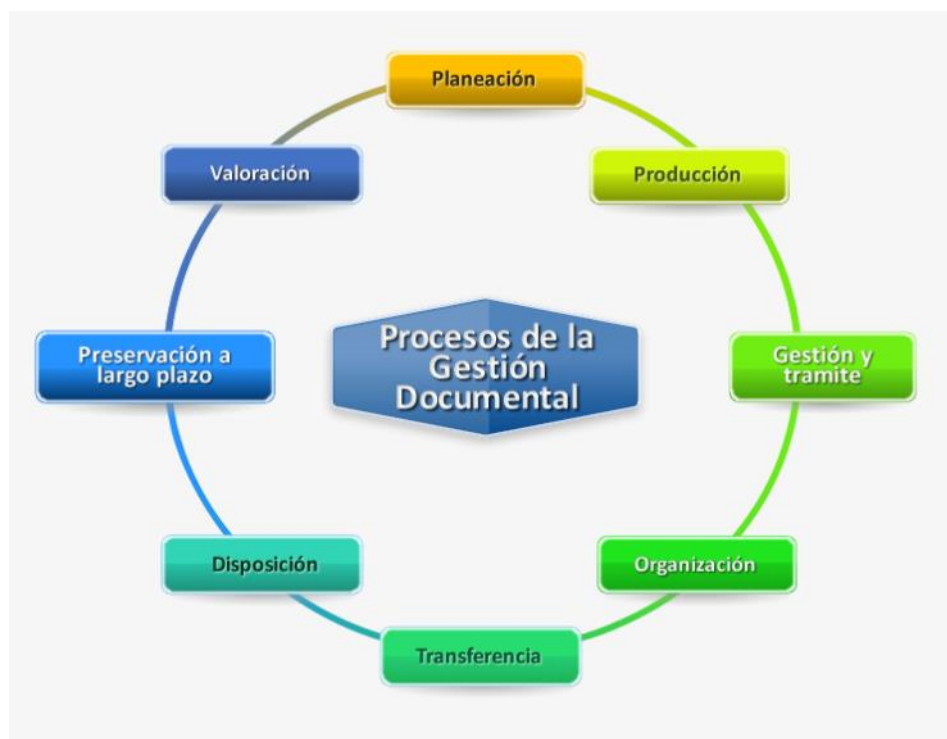 Planeación
Producción
Gestión y
tramite
Organización
Transferencia
Disposición
Preservación a
largo plazo
Valoración
Procesos de la
Gestión
Documental